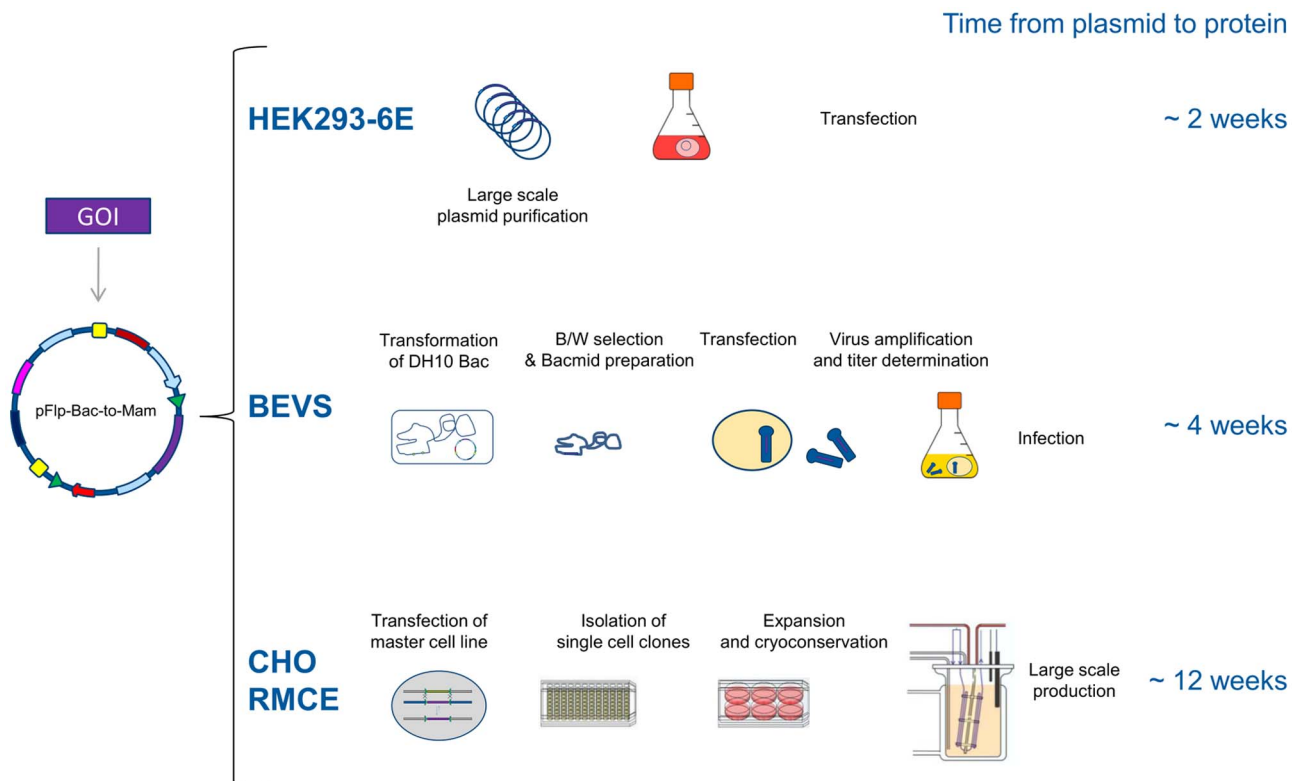 Time from plasmid to protein
HEK293-6E
Transfection
~ 2 weeks
Large scale
plasmid purification
GOI
pFlp-Bac-to-Mam
BEVS
Transformation
of DH10 Bac
B/W selection
& Bacmid preparation
Transfection
Virus amplification
and titer determination
Infection
~ 4 weeks
CHO
RMCE
Transfection of
master cell line
Isolation of
single cell clones
Expansion
and cryoconservation
Large scale
production
~ 12 weeks